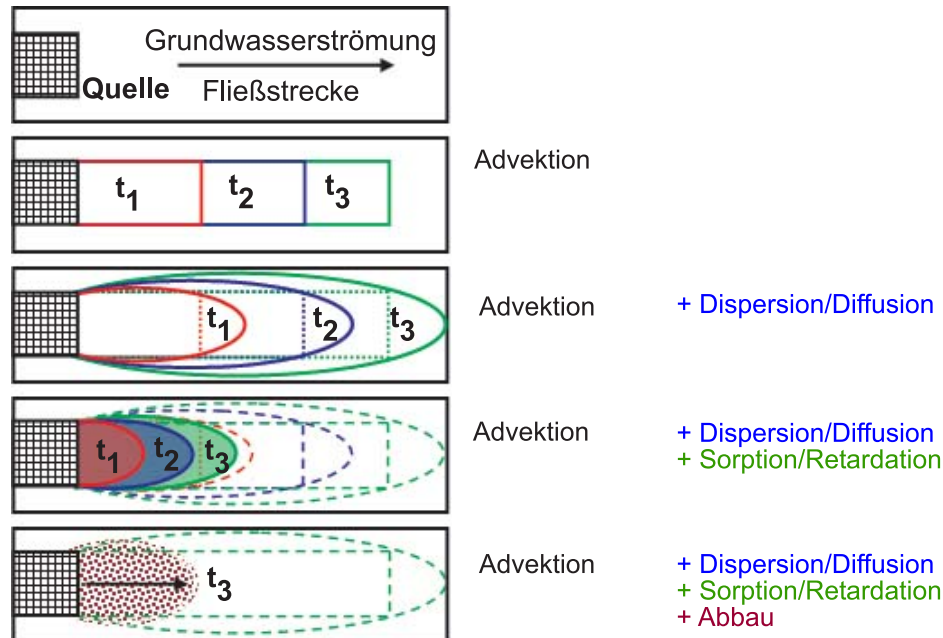 Grundwasserströmung
Quelle
Fließstrecke
t1 t2 t3
Advektion
t1 t2 t3
Advektion + Dispersion/Diffusion
t1 t2 t3
Advektion + Dispersion/Diffusion
+ Sorption/Retardation
t3
Advektion + Dispersion/Diffusion
+ Sorption/Retardation
+ Abbau